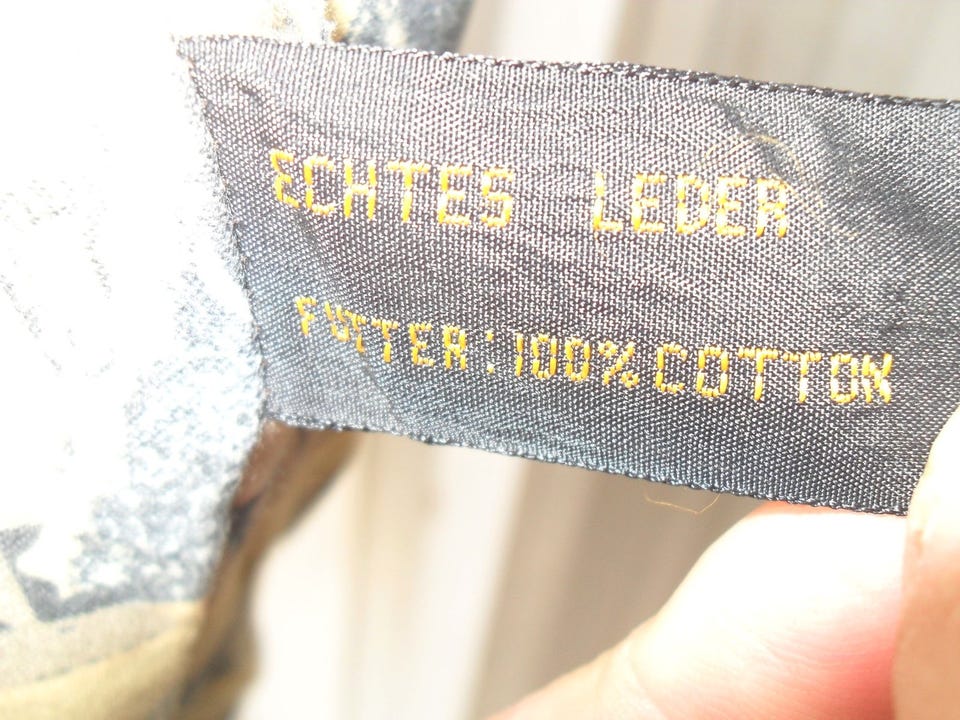 ECHTES LEDER
FUTTER: 100% COTTON